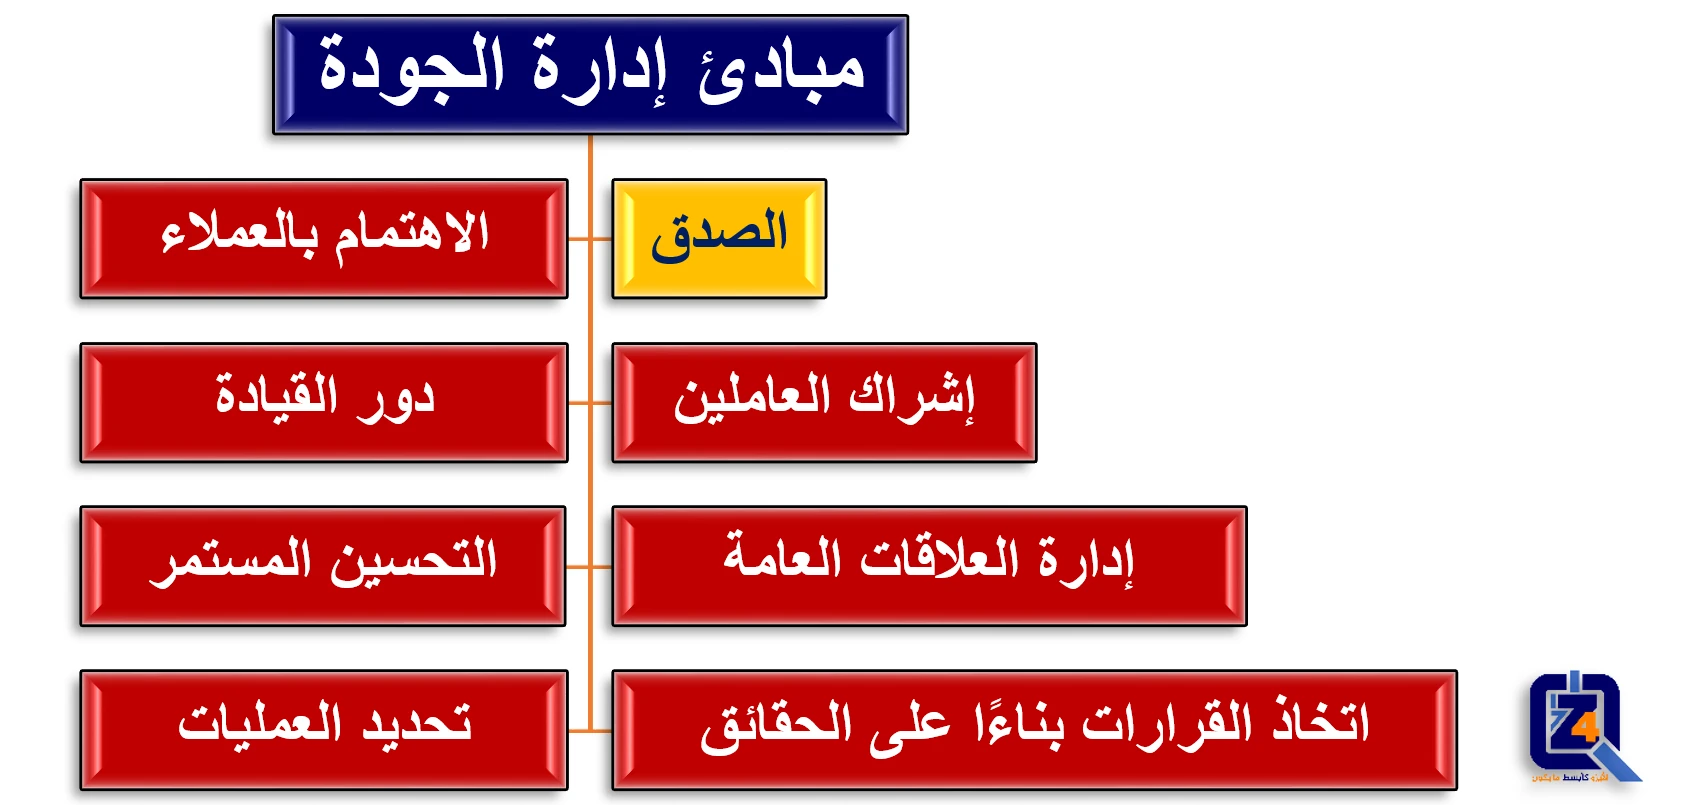 مبادئ إدارة الجودة
الصدق
الاهتمام بالعملاء
إشراك العاملين
دور القيادة
إدارة العلاقات العامة
التحسين المستمر
اتخاذ القرارات بناءًا على الحقائق
تحديد العمليات
Z4